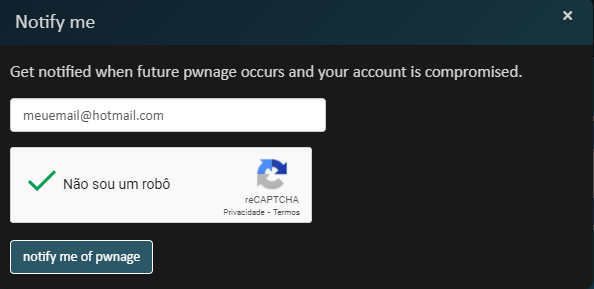 Notify me
×
Get notified when future pwnage occurs and your account is compromised.
meuemail@hotmail.com
Não sou um robô
reCAPTCHA
Privacidade - Termos
notify me of pwnage